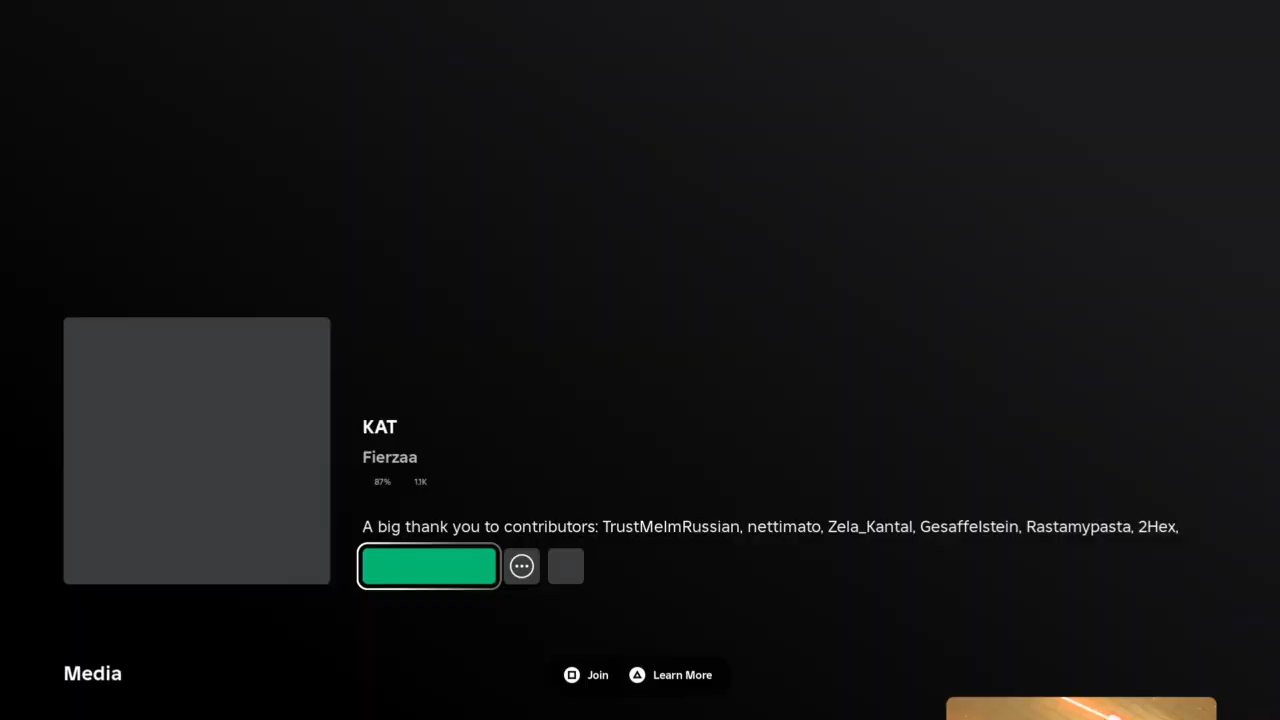 KAT
Fierzaa
87% 1.1K
A big thank you to contributors: TrustMeImRussian, nettimato, Zela_Kantal, Gesaffelstein, Rastamypasta, 2Hex,
Media
Join Learn More